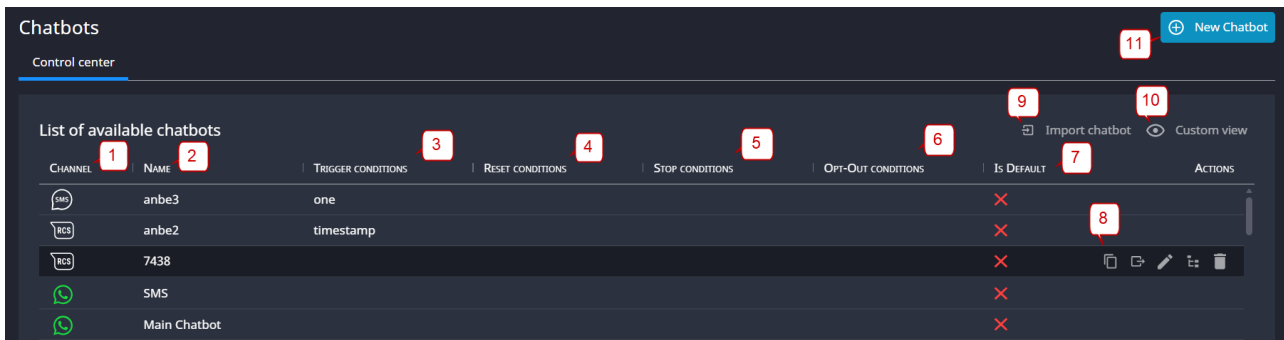 Chatbots
11
New Chatbot
Control center
9
10
List of available chatbots
Import chatbot
Custom view
1
2
3
4
5
6
7
CHANNEL
NAME
TRIGGER CONDITIONS
RESET CONDITIONS
STOP CONDITIONS
OPT-OUT CONDITIONS
IS DEFAULT
ACTIONS
SMS anbe3 one
RCS anbe2 timestamp
8
RCS 7438
SMS
Main Chatbot